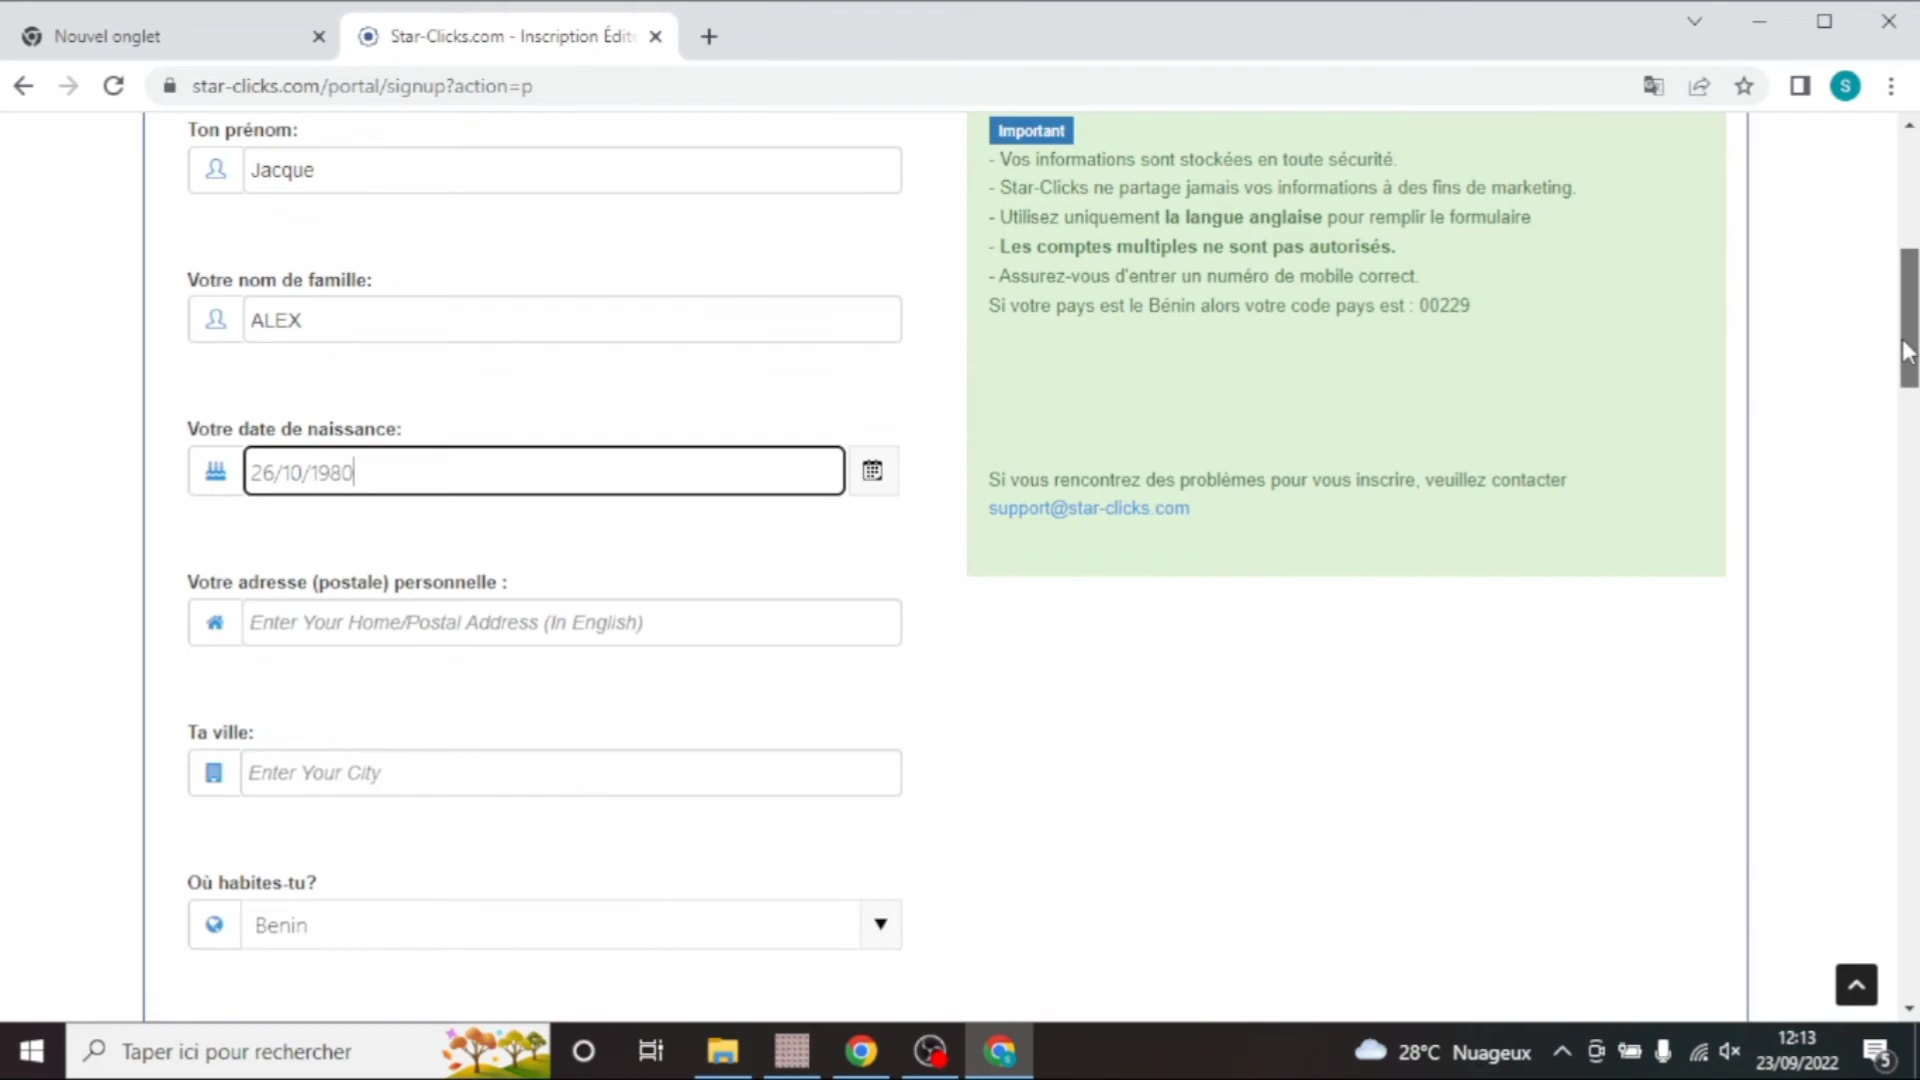 Nouvel onglet
Star-Clicks.com - Inscription Édit
star-clicks.com/portal/signup?action=p
S
Ton prénom:
Jacque
Votre nom de famille:
ALEX
Votre date de naissance:
26/10/1980
Votre adresse (postale) personnelle :
Enter Your Home/Postal Address (In English)
Ta ville:
Enter Your City
Où habites-tu?
Benin
Important
- Vos informations sont stockées en toute sécurité.
- Star-Clicks ne partage jamais vos informations à des fins de marketing.
- Utilisez uniquement la langue anglaise pour remplir le formulaire
- Les comptes multiples ne sont pas autorisés.
- Assurez-vous d'entrer un numéro de mobile correct.
Si votre pays est le Bénin alors votre code pays est : 00229
Si vous rencontrez des problèmes pour vous inscrire, veuillez contacter
support@star-clicks.com
Taper ici pour rechercher
28°C Nuageux
12:13
23/09/2022
5